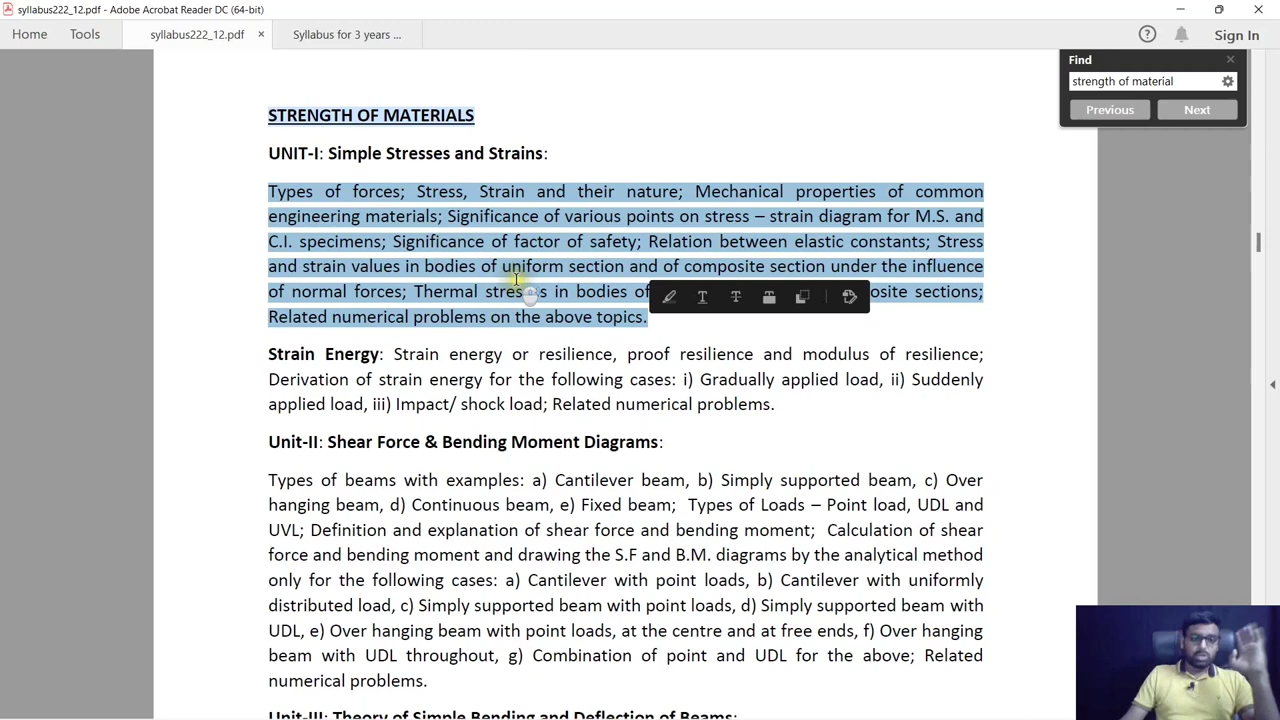 syllabus222_12.pdf - Adobe Acrobat Reader DC (64-bit)
Home Tools syllabus222_12.pdf × Syllabus for 3 years ... Sign In
Find
strength of material
Previous Next
STRENGTH OF MATERIALS
UNIT-I: Simple Stresses and Strains:
Types of forces; Stress, Strain and their nature; Mechanical properties of common
engineering materials; Significance of various points on stress – strain diagram for M.S. and
C.I. specimens; Significance of factor of safety; Relation between elastic constants; Stress
and strain values in bodies of uniform section and of composite section under the influence
of normal forces; Thermal stresses in bodies of sections;
Related numerical problems on the above topics.
Strain Energy: Strain energy or resilience, proof resilience and modulus of resilience;
Derivation of strain energy for the following cases: i) Gradually applied load, ii) Suddenly
applied load, iii) Impact/ shock load; Related numerical problems.
Unit-II: Shear Force & Bending Moment Diagrams:
Types of beams with examples: a) Cantilever beam, b) Simply supported beam, c) Over
hanging beam, d) Continuous beam, e) Fixed beam; Types of Loads – Point load, UDL and
UVL; Definition and explanation of shear force and bending moment; Calculation of shear
force and bending moment and drawing the S.F and B.M. diagrams by the analytical method
only for the following cases: a) Cantilever with point loads, b) Cantilever with uniformly
distributed load, c) Simply supported beam with point loads, d) Simply supported beam with
UDL, e) Over hanging beam with point loads, at the centre and at free ends, f) Over hanging
beam with UDL throughout, g) Combination of point and UDL for the above; Related
numerical problems.
Unit-III: Theory of Simple Bending and Deflection of Beams: